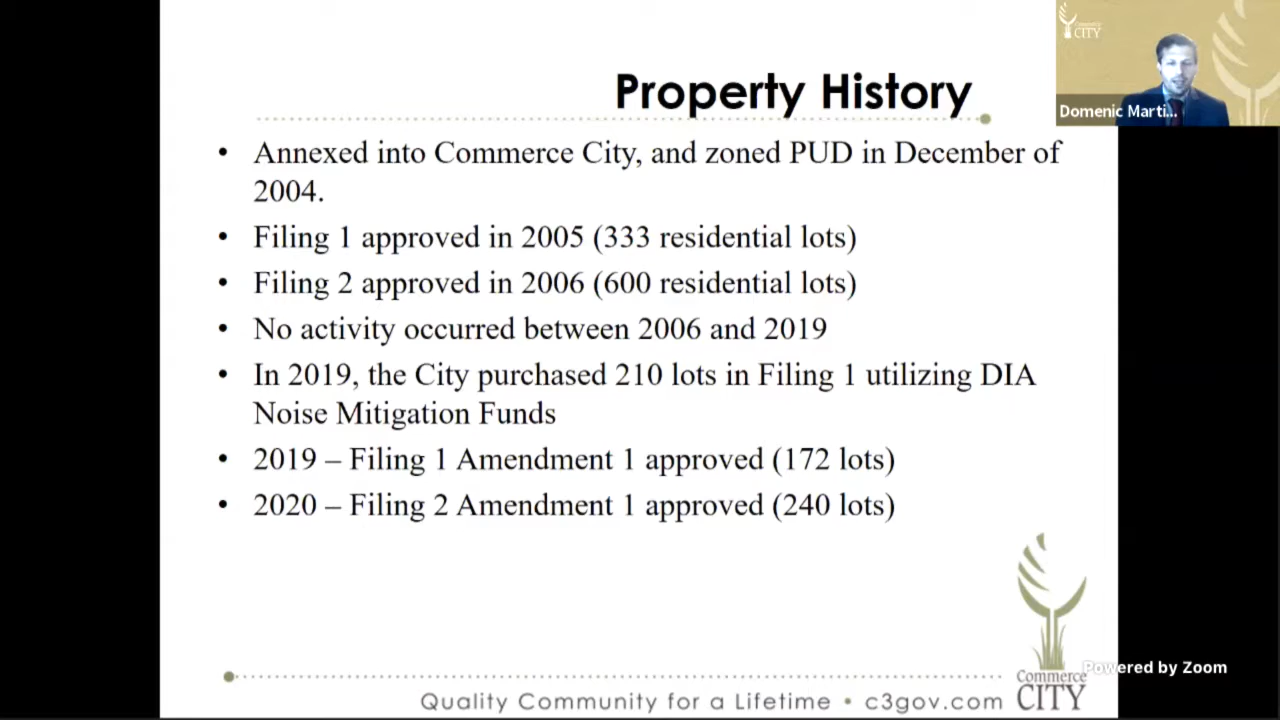 Property History
Commerce
CITY
Domenic Marti...
• Annexed into Commerce City, and zoned PUD in December of
2004.
• Filing 1 approved in 2005 (333 residential lots)
• Filing 2 approved in 2006 (600 residential lots)
• No activity occurred between 2006 and 2019
• In 2019, the City purchased 210 lots in Filing 1 utilizing DIA
Noise Mitigation Funds
• 2019 – Filing 1 Amendment 1 approved (172 lots)
• 2020 – Filing 2 Amendment 1 approved (240 lots)
Powered by Zoom
Commerce
CITY
Quality Community for a Lifetime • c3gov.com